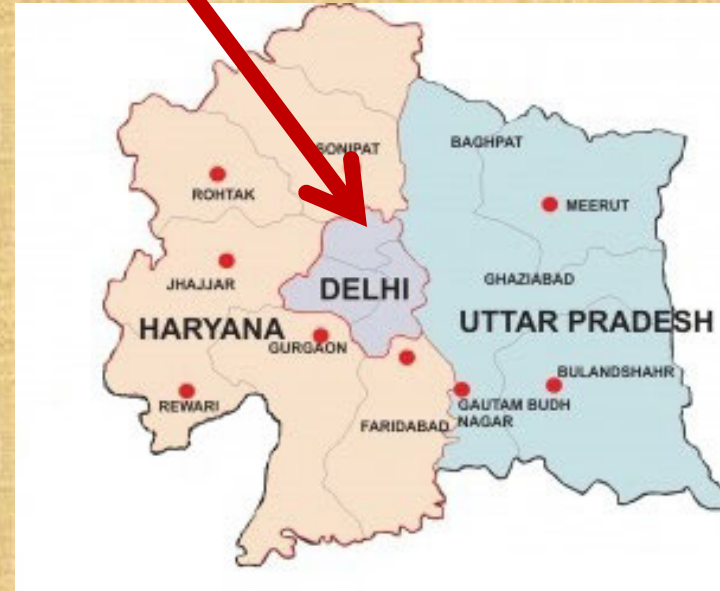 SONIPAT
BAGHPAT
ROHTAK
MEERUT
JHAJJAR
DELHI
GHAZIABAD
HARYANA
UTTAR PRADESH
GURGAON
BULANDSHAHR
REWARI
GAUTAM BUDH
NAGAR
FARIDABAD